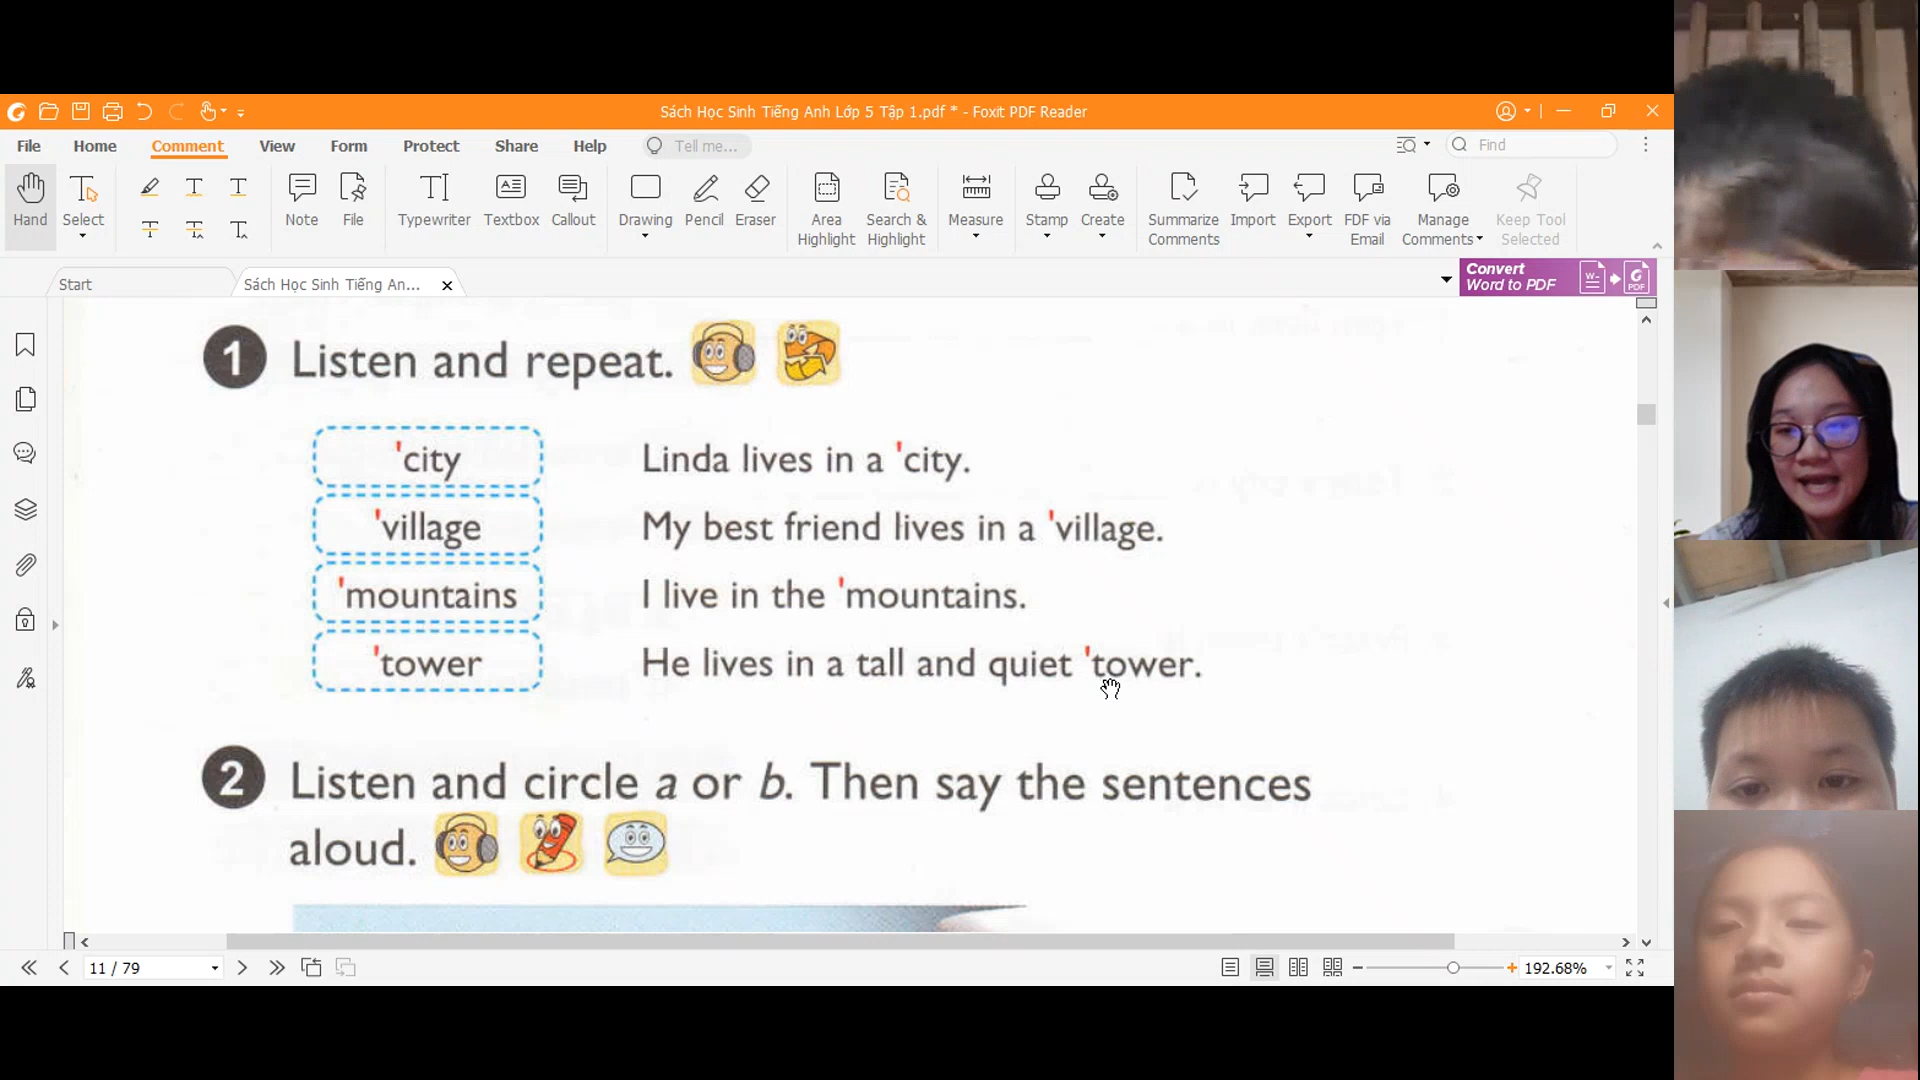 Sách Học Sinh Tiếng Anh Lớp 5 Tập 1.pdf * - Foxit PDF Reader
File Home Comment View Form Protect Share Help Tell me... Find
Hand Select Note File Typewriter Textbox Callout Drawing Pencil Eraser Area Highlight Search & Highlight Measure Stamp Create Summarize Comments Import Export PDF via Email Manage Comments Keep Tool Selected
Start Sách Học Sinh Tiếng An... Convert Word to PDF
1 Listen and repeat.
'city Linda lives in a 'city.
'village My best friend lives in a 'village.
'mountains I live in the 'mountains.
'tower He lives in a tall and quiet 'tower.
2 Listen and circle a or b. Then say the sentences
aloud.
11 / 79 192.68%